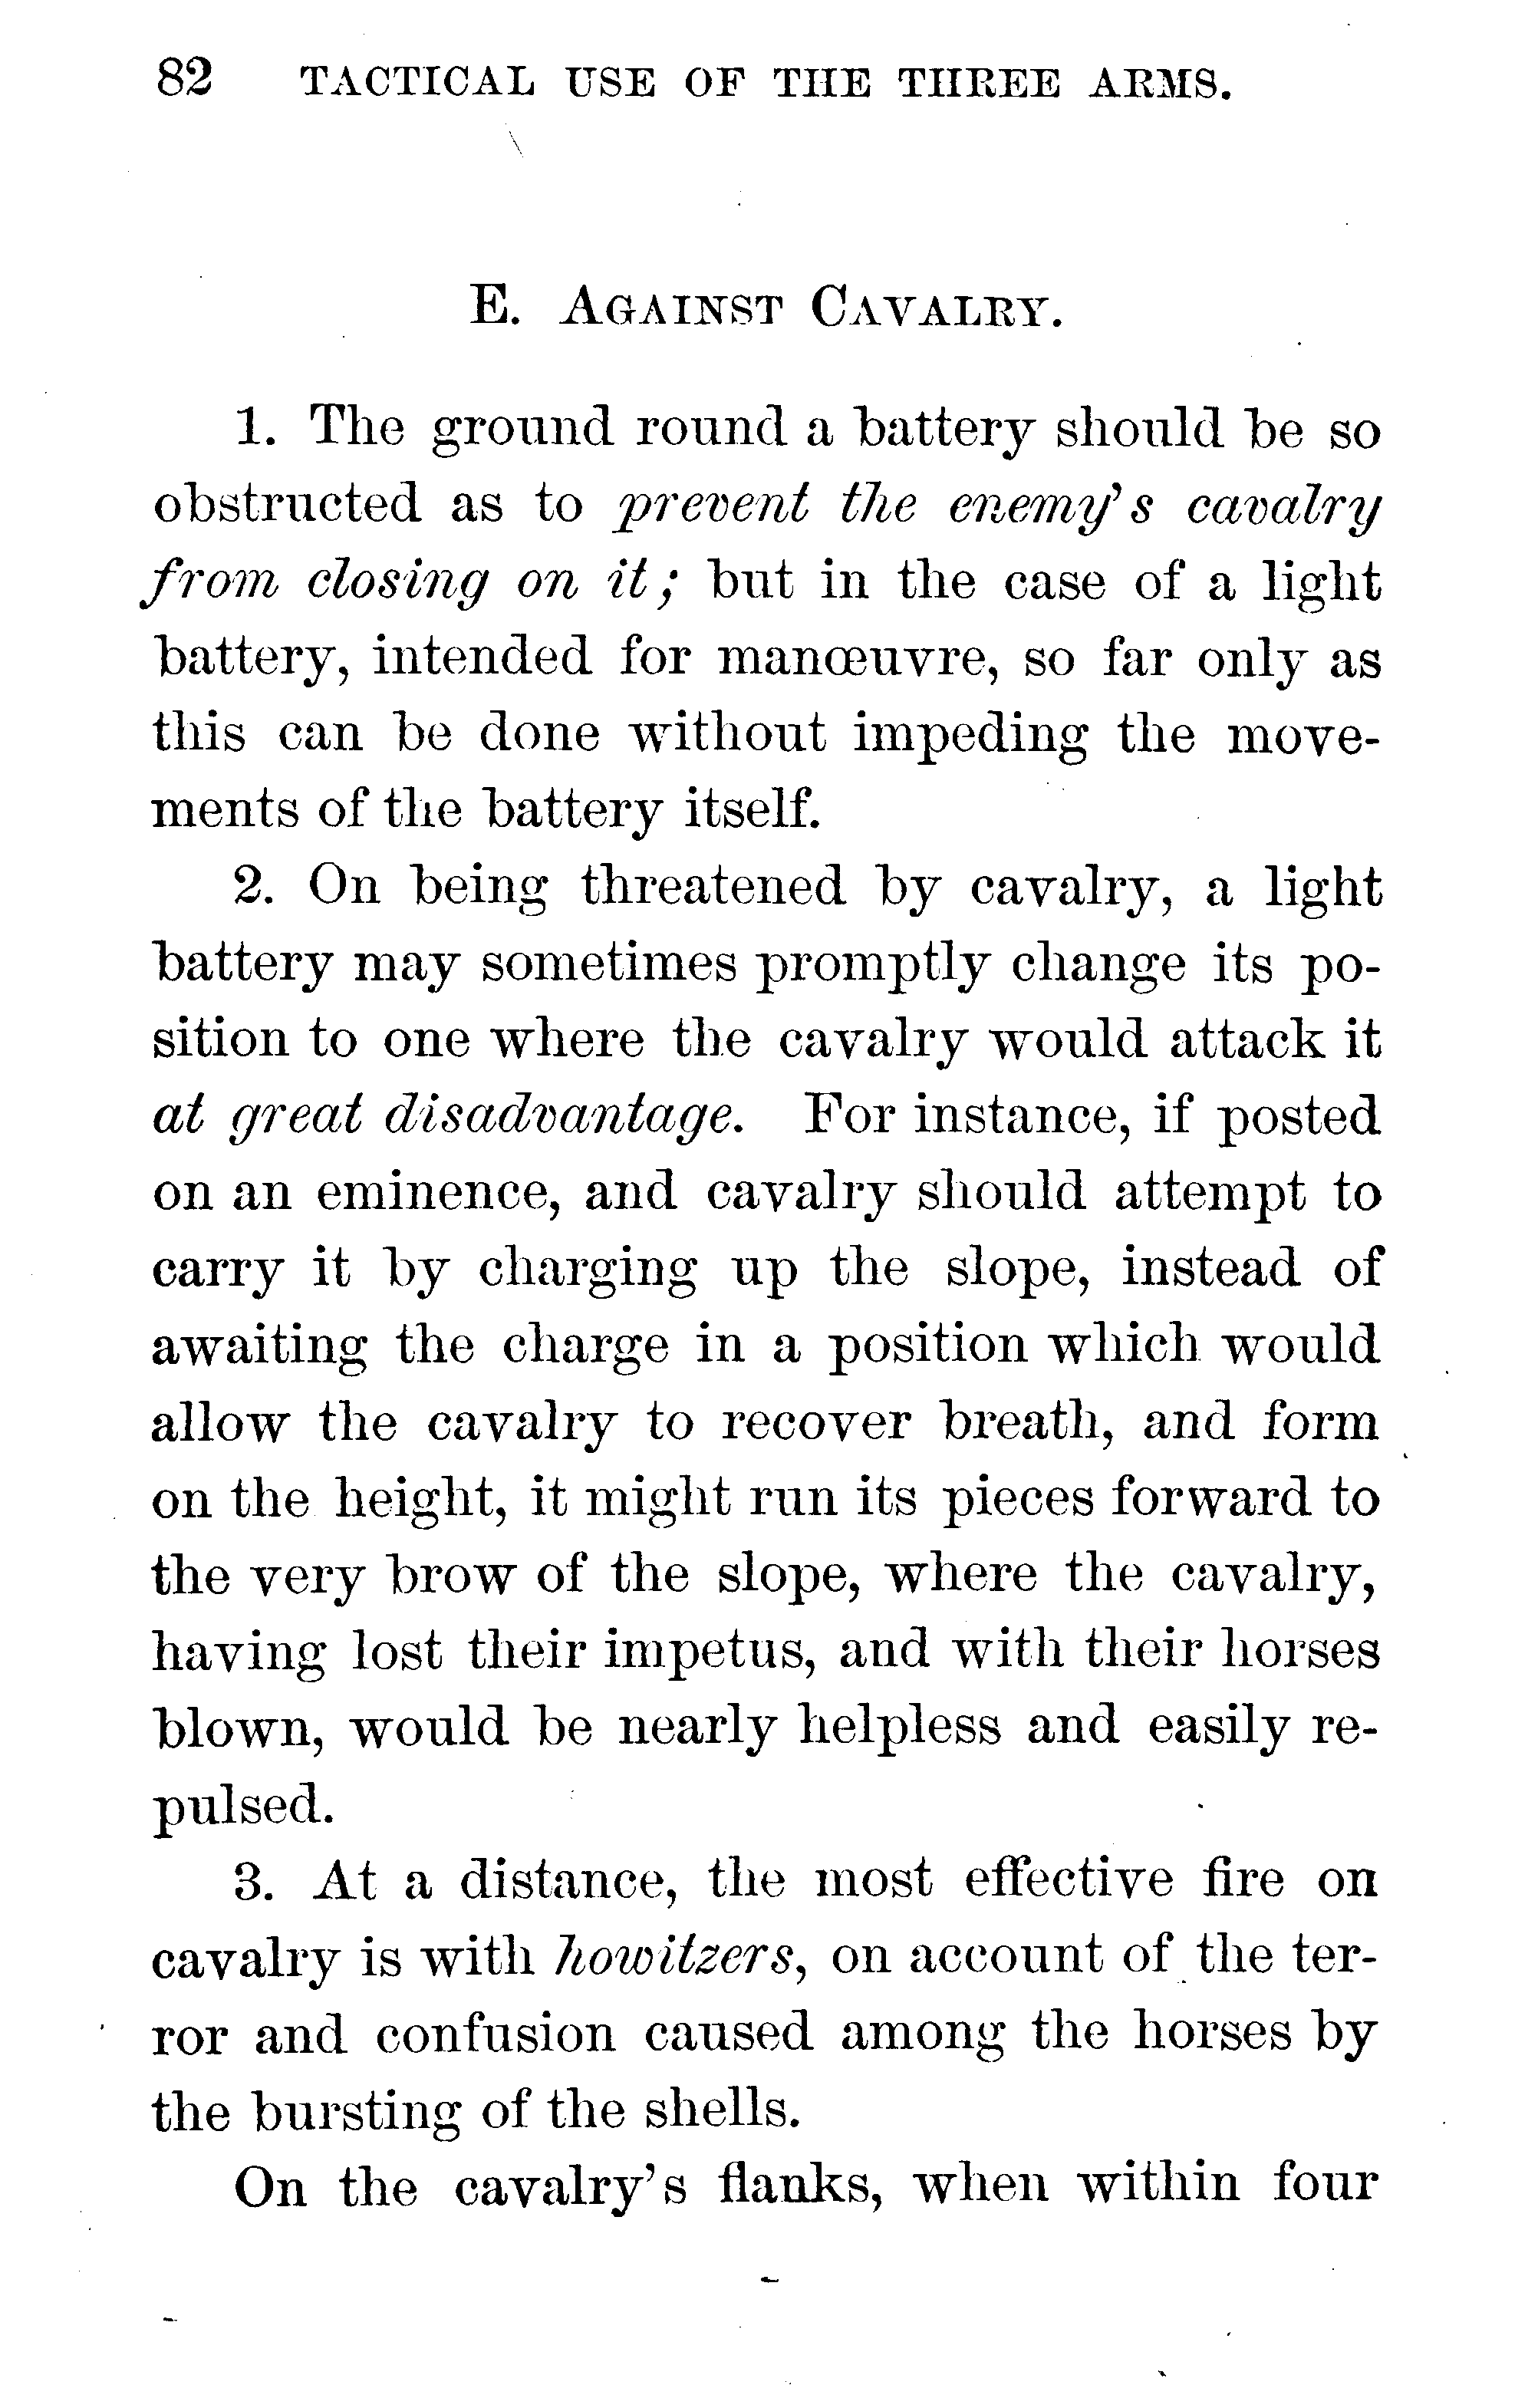 82 TACTICAL USE OF THE THREE ARMS.
E. AGAINST CAVALRY.
1. The ground round a battery should be so
obstructed as to prevent the enemy's cavalry
from closing on it; but in the case of a light
battery, intended for manœuvre, so far only as
this can be done without impeding the move-
ments of the battery itself.
2. On being threatened by cavalry, a light
battery may sometimes promptly change its po-
sition to one where the cavalry would attack it
at great disadvantage. For instance, if posted
on an eminence, and cavalry should attempt to
carry it by charging up the slope, instead of
awaiting the charge in a position which would
allow the cavalry to recover breath, and form
on the height, it might run its pieces forward to
the very brow of the slope, where the cavalry,
having lost their impetus, and with their horses
blown, would be nearly helpless and easily re-
pulsed.
3. At a distance, the most effective fire on
cavalry is with howitzers, on account of the ter-
ror and confusion caused among the horses by
the bursting of the shells.
On the cavalry's flanks, when within four